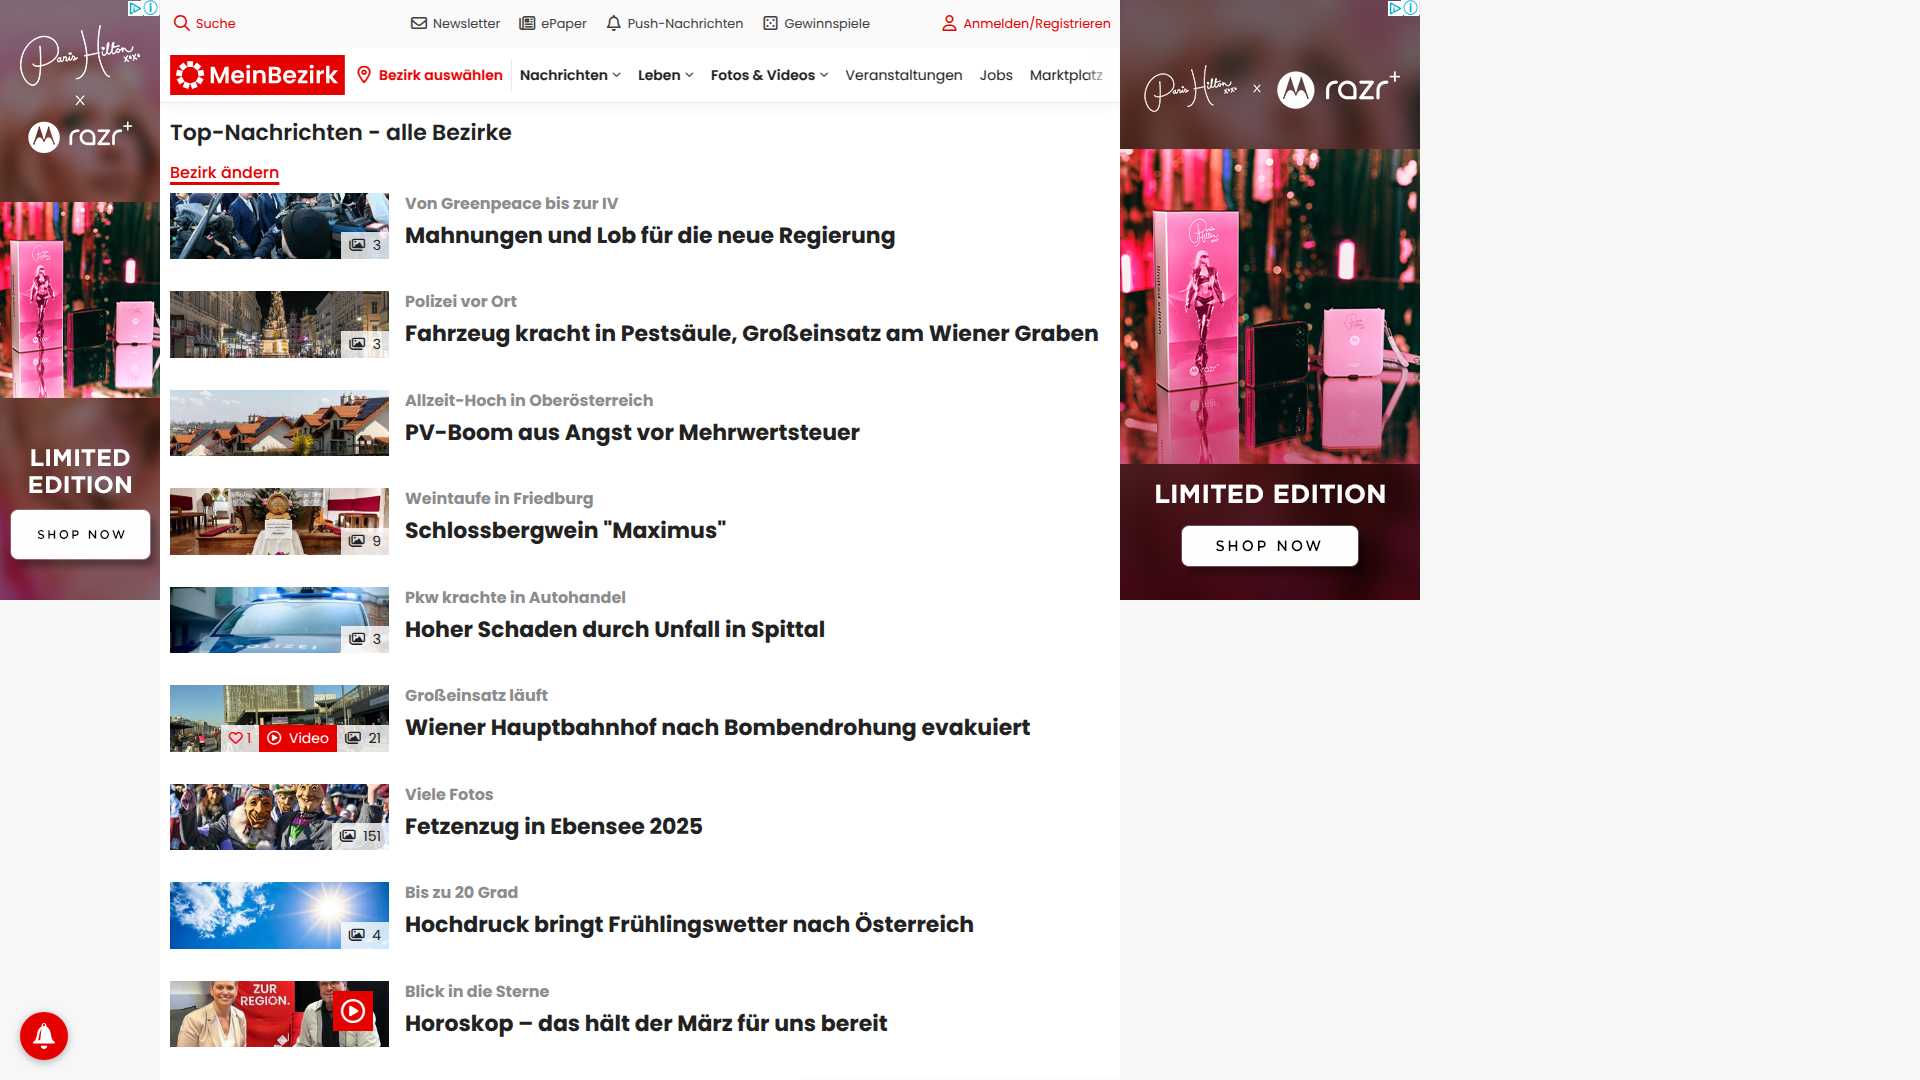 Paris Hilton
xoxo
X
razr+
LIMITED
EDITION
SHOP NOW
Suche
Newsletter
ePaper
Push-Nachrichten
Gewinnspiele
Anmelden/Registrieren
MeinBezirk
Bezirk auswählen
Nachrichten
Leben
Fotos & Videos
Veranstaltungen
Jobs
Marktplatz
Top-Nachrichten - alle Bezirke
Bezirk ändern
3
Von Greenpeace bis zur IV
Mahnungen und Lob für die neue Regierung
3
Polizei vor Ort
Fahrzeug kracht in Pestsäule, Großeinsatz am Wiener Graben
Allzeit-Hoch in Oberösterreich
PV-Boom aus Angst vor Mehrwertsteuer
9
Weintaufe in Friedburg
Schlossbergwein "Maximus"
POLIZEI
3
Pkw krachte in Autohandel
Hoher Schaden durch Unfall in Spittal
1
Video
21
Großeinsatz läuft
Wiener Hauptbahnhof nach Bombendrohung evakuiert
151
Viele Fotos
Fetzenzug in Ebensee 2025
4
Bis zu 20 Grad
Hochdruck bringt Frühlingswetter nach Österreich
ZUR
REGION.
Blick in die Sterne
Horoskop – das hält der März für uns bereit
Paris Hilton
xoxo
X
razr+
razr+
LIMITED EDITION
SHOP NOW